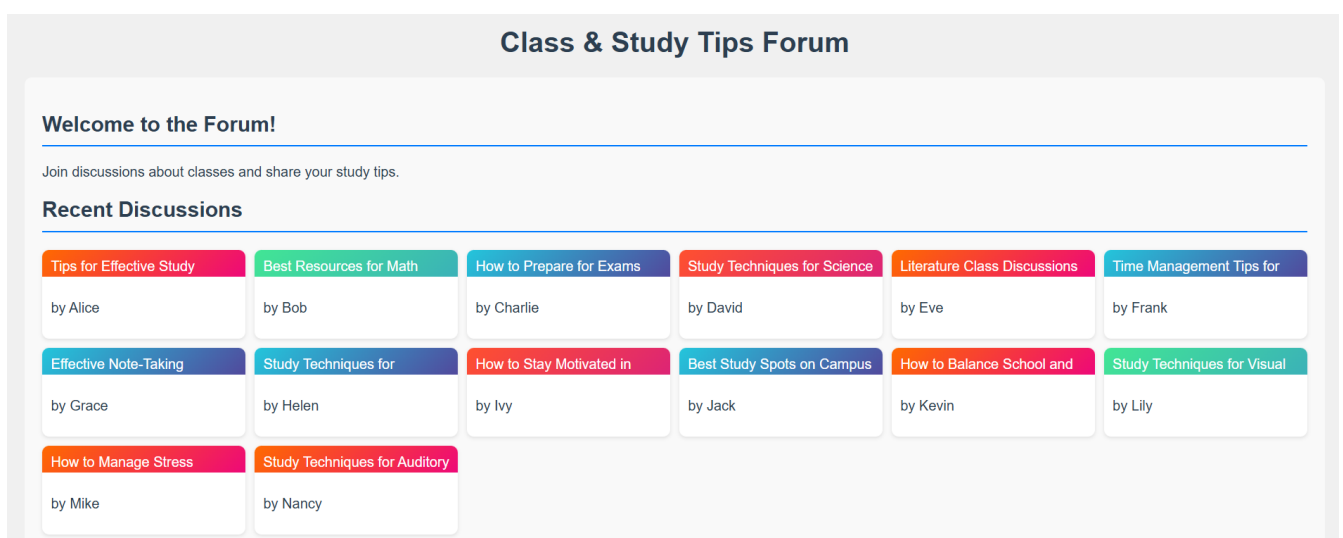 Class & Study Tips Forum
Welcome to the Forum!
Join discussions about classes and share your study tips.
Recent Discussions
Tips for Effective Study
by Alice
Best Resources for Math
by Bob
How to Prepare for Exams
by Charlie
Study Techniques for Science
by David
Literature Class Discussions
by Eve
Time Management Tips for
by Frank
Effective Note-Taking
by Grace
Study Techniques for
by Helen
How to Stay Motivated in
by Ivy
Best Study Spots on Campus
by Jack
How to Balance School and
by Kevin
Study Techniques for Visual
by Lily
How to Manage Stress
by Mike
Study Techniques for Auditory
by Nancy